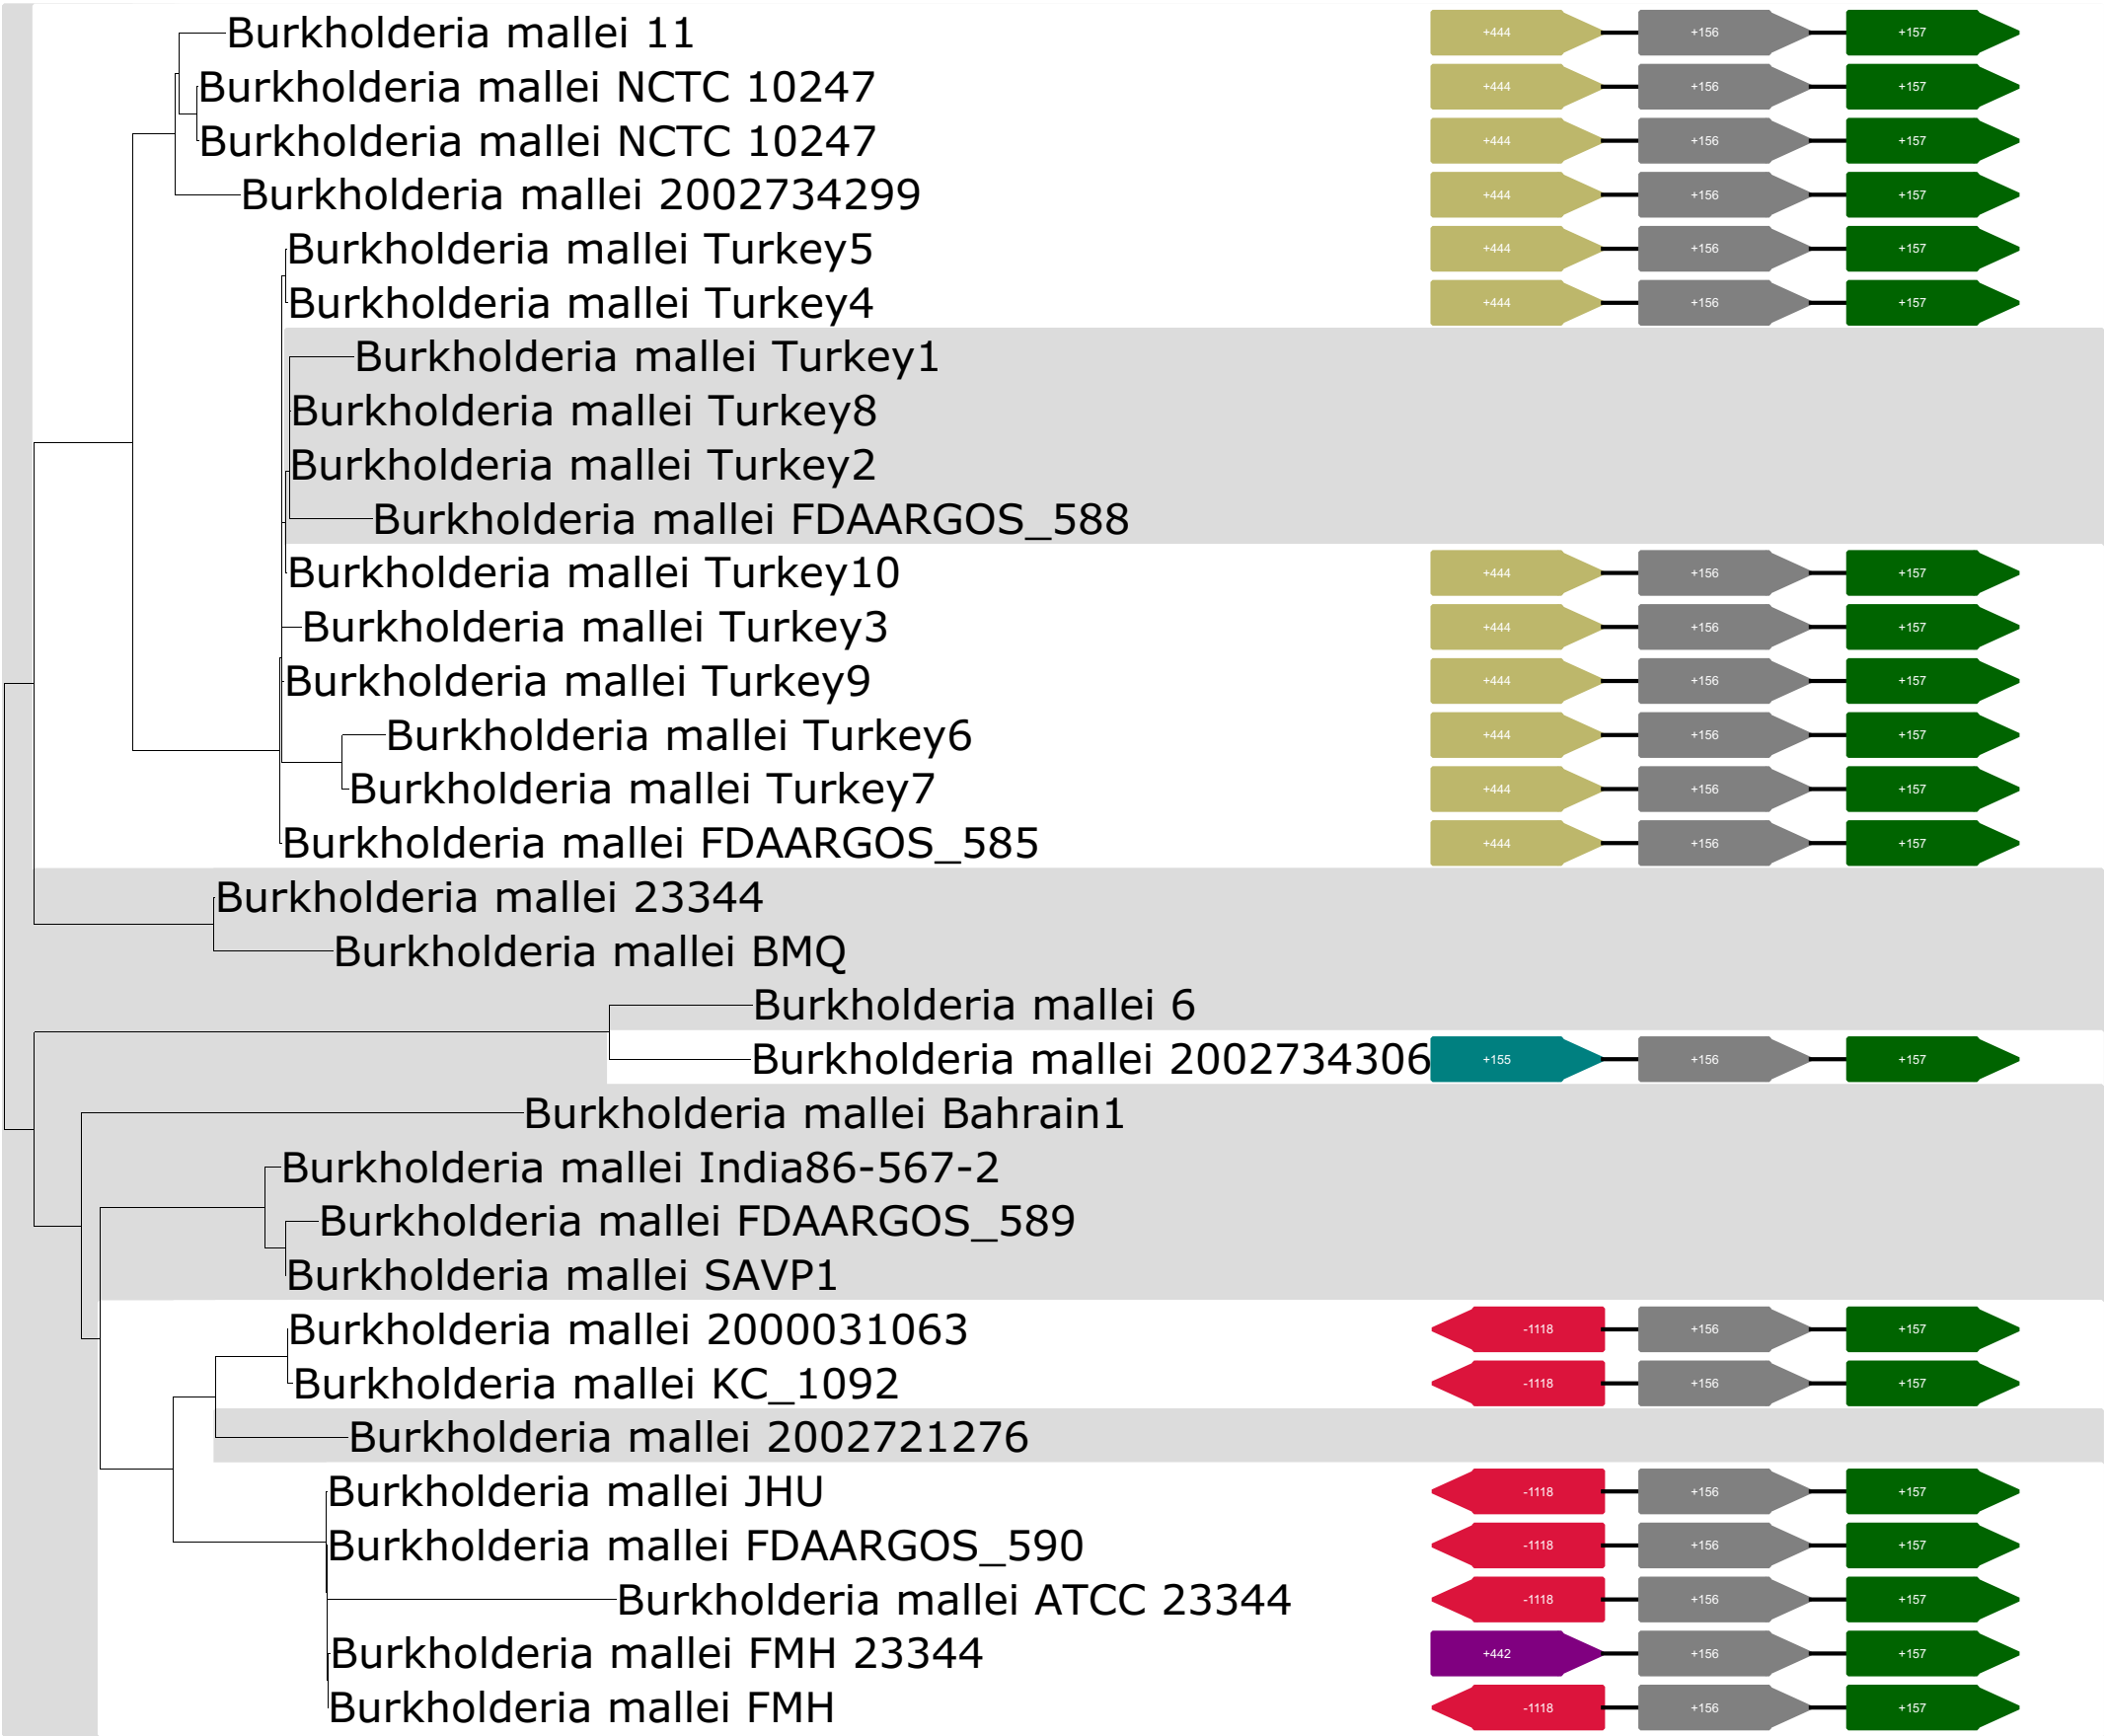 Burkholderia mallei 11 +444 +156 +157
Burkholderia mallei NCTC 10247 +444 +156 +157
Burkholderia mallei NCTC 10247 +444 +156 +157
Burkholderia mallei 2002734299 +444 +156 +157
Burkholderia mallei Turkey5 +444 +156 +157
Burkholderia mallei Turkey4 +444 +156 +157
Burkholderia mallei Turkey1
Burkholderia mallei Turkey8
Burkholderia mallei Turkey2
Burkholderia mallei FDAARGOS_588
Burkholderia mallei Turkey10 +444 +156 +157
Burkholderia mallei Turkey3 +444 +156 +157
Burkholderia mallei Turkey9 +444 +156 +157
Burkholderia mallei Turkey6 +444 +156 +157
Burkholderia mallei Turkey7 +444 +156 +157
Burkholderia mallei FDAARGOS_585 +444 +156 +157
Burkholderia mallei 23344
Burkholderia mallei BMQ
Burkholderia mallei 6
Burkholderia mallei 2002734306 +155 +156 +157
Burkholderia mallei Bahrain1
Burkholderia mallei India86-567-2
Burkholderia mallei FDAARGOS_589
Burkholderia mallei SAVP1
Burkholderia mallei 2000031063 -1118 +156 +157
Burkholderia mallei KC_1092 -1118 +156 +157
Burkholderia mallei 2002721276
Burkholderia mallei JHU -1118 +156 +157
Burkholderia mallei FDAARGOS_590 -1118 +156 +157
Burkholderia mallei ATCC 23344 -1118 +156 +157
Burkholderia mallei FMH 23344 +442 +156 +157
Burkholderia mallei FMH -1118 +156 +157